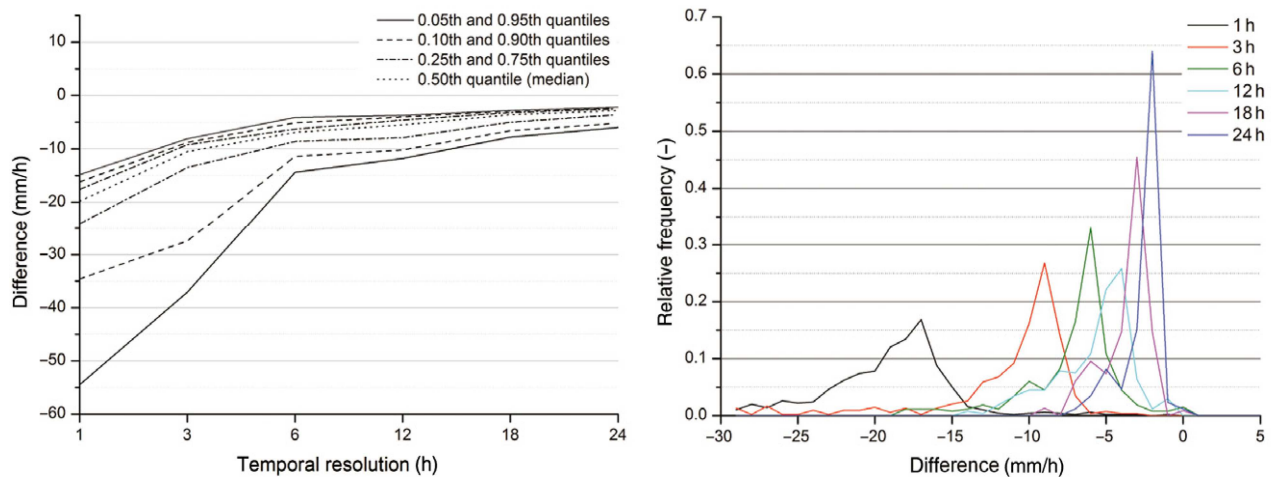 0.05th and 0.95th quantiles
0.10th and 0.90th quantiles
0.25th and 0.75th quantiles
0.50th quantile (median)
10
0
−10
−20
−30
−40
−50
−60
Difference (mm/h)
1 3 6 12 18 24
Temporal resolution (h)
1 h
3 h
6 h
12 h
18 h
24 h
0.7
0.6
0.5
0.4
0.3
0.2
0.1
0.0
Relative frequency (−)
−30 −25 −20 −15 −10 −5 0 5
Difference (mm/h)